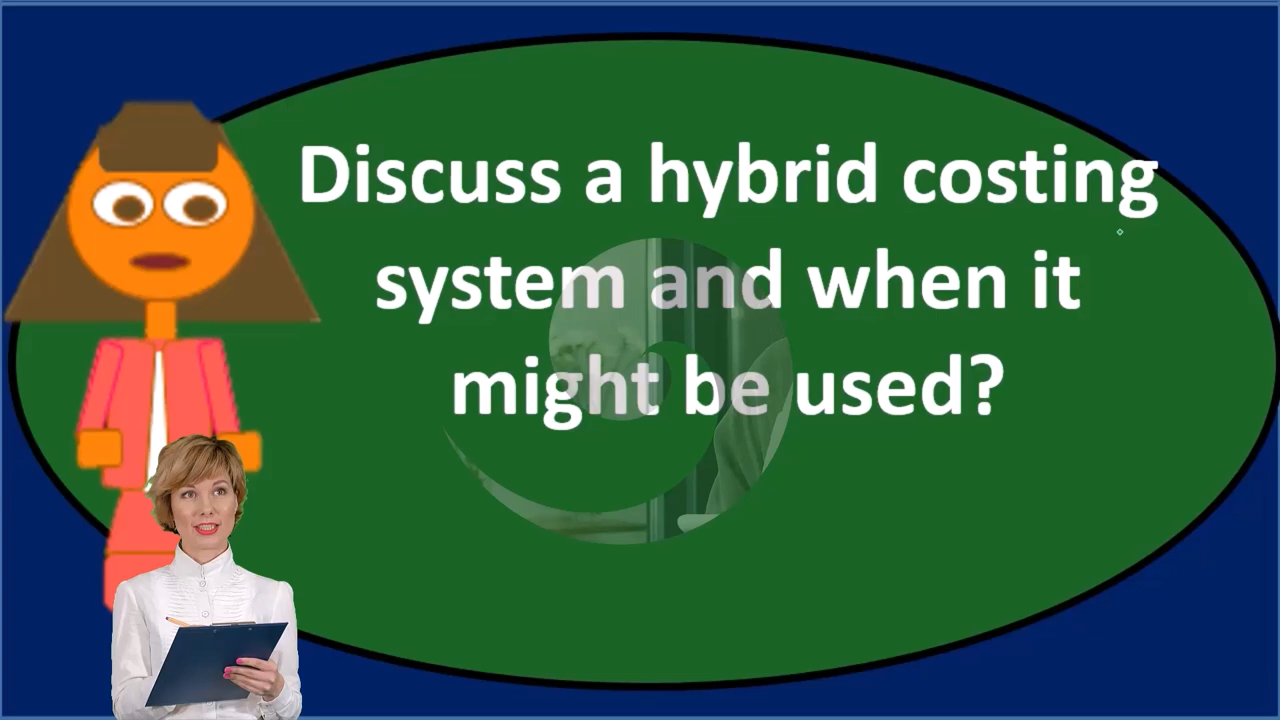 Discuss a hybrid costing
system and when it
might be used?